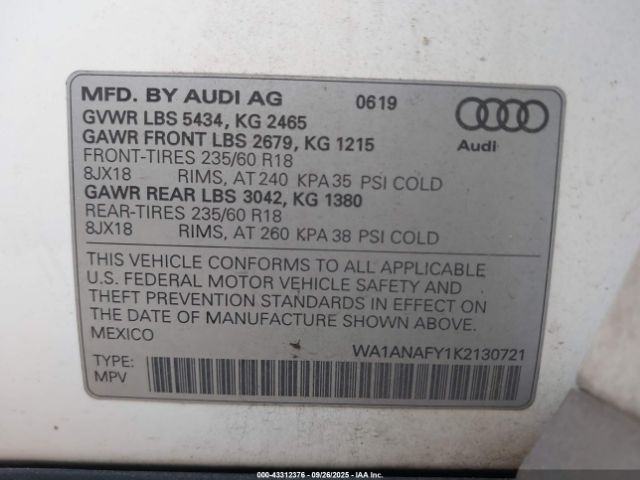 MFD. BY AUDI AG 0619
GVWR LBS 5434, KG 2465
GAWR FRONT LBS 2679, KG 1215
FRONT-TIRES 235/60 R18
8JX18 RIMS, AT 240 KPA 35 PSI COLD
GAWR REAR LBS 3042, KG 1380
REAR-TIRES 235/60 R18
8JX18 RIMS, AT 260 KPA 38 PSI COLD
Audi
THIS VEHICLE CONFORMS TO ALL APPLICABLE
U.S. FEDERAL MOTOR VEHICLE SAFETY AND
THEFT PREVENTION STANDARDS IN EFFECT ON
THE DATE OF MANUFACTURE SHOWN ABOVE.
MEXICO
WA1ANAFY1K2130721
TYPE:
MPV
000-43312376 - 09/26/2025 - IAA Inc.